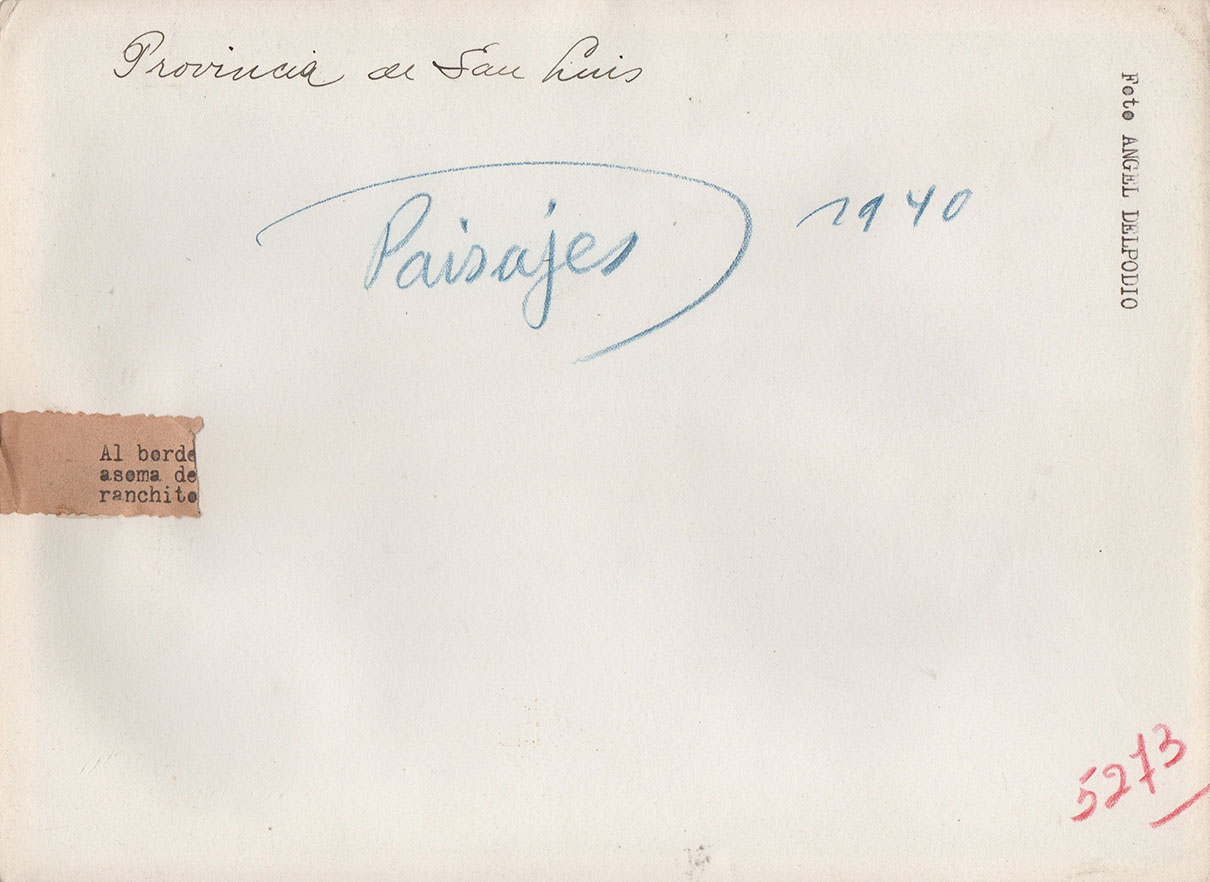 Provincia de San Luis
Foto ANGEL DELPODIO
Paisajes 1940
Al borde
asoma de
ranchito
5273